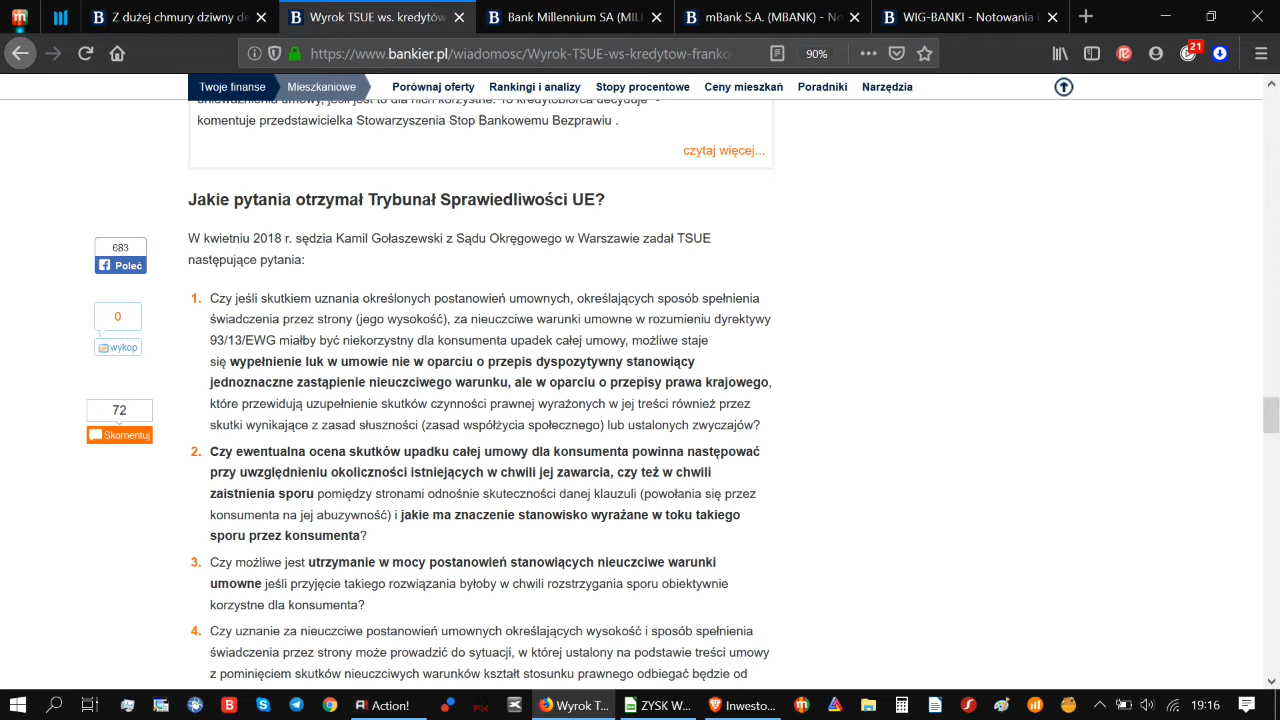 Z dużej chmury dziwny de
Wyrok TSUE ws. kredytów
Bank Millennium SA (MIL
mBank S.A. (MBANK) - No
WIG-BANKI - Notowania i
https://www.bankier.pl/wiadomosc/Wyrok-TSUE-ws-kredytow-franko
90%
21
Twoje finanse
Mieszkaniowe
Porównaj oferty
Rankingi i analizy
Stopy procentowe
Ceny mieszkań
Poradniki
Narzędzia
unieważnienia umowy, jeśli jest to dla nich korzystne. To kredytobiorca decyduje -
komentuje przedstawicielka Stowarzyszenia Stop Bankowemu Bezprawiu .
czytaj więcej...
Jakie pytania otrzymał Trybunał Sprawiedliwości UE?
W kwietniu 2018 r. sędzia Kamil Gołaszewski z Sądu Okręgowego w Warszawie zadał TSUE
następujące pytania:
683
Poleć
0
wykop
72
Skomentuj
1. Czy jeśli skutkiem uznania określonych postanowień umownych, określających sposób spełnienia
świadczenia przez strony (jego wysokość), za nieuczciwe warunki umowne w rozumieniu dyrektywy
93/13/EWG miałby być niekorzystny dla konsumenta upadek całej umowy, możliwe staje
się wypełnienie luk w umowie nie w oparciu o przepis dyspozytywny stanowiący
jednoznaczne zastąpienie nieuczciwego warunku, ale w oparciu o przepisy prawa krajowego,
które przewidują uzupełnienie skutków czynności prawnej wyrażonych w jej treści również przez
skutki wynikające z zasad słuszności (zasad współżycia społecznego) lub ustalonych zwyczajów?
2. Czy ewentualna ocena skutków upadku całej umowy dla konsumenta powinna następować
przy uwzględnieniu okoliczności istniejących w chwili jej zawarcia, czy też w chwili
zaistnienia sporu pomiędzy stronami odnośnie skuteczności danej klauzuli (powołania się przez
konsumenta na jej abuzywność) i jakie ma znaczenie stanowisko wyrażane w toku takiego
sporu przez konsumenta?
3. Czy możliwe jest utrzymanie w mocy postanowień stanowiących nieuczciwe warunki
umowne jeśli przyjęcie takiego rozwiązania byłoby w chwili rozstrzygania sporu obiektywnie
korzystne dla konsumenta?
4. Czy uznanie za nieuczciwe postanowień umownych określających wysokość i sposób spełnienia
świadczenia przez strony może prowadzić do sytuacji, w której ustalony na podstawie treści umowy
z pominięciem skutków nieuczciwych warunków kształt stosunku prawnego odbiegać będzie od
Action!
Wyrok T...
ZYSK W...
Inwesto...
19:16